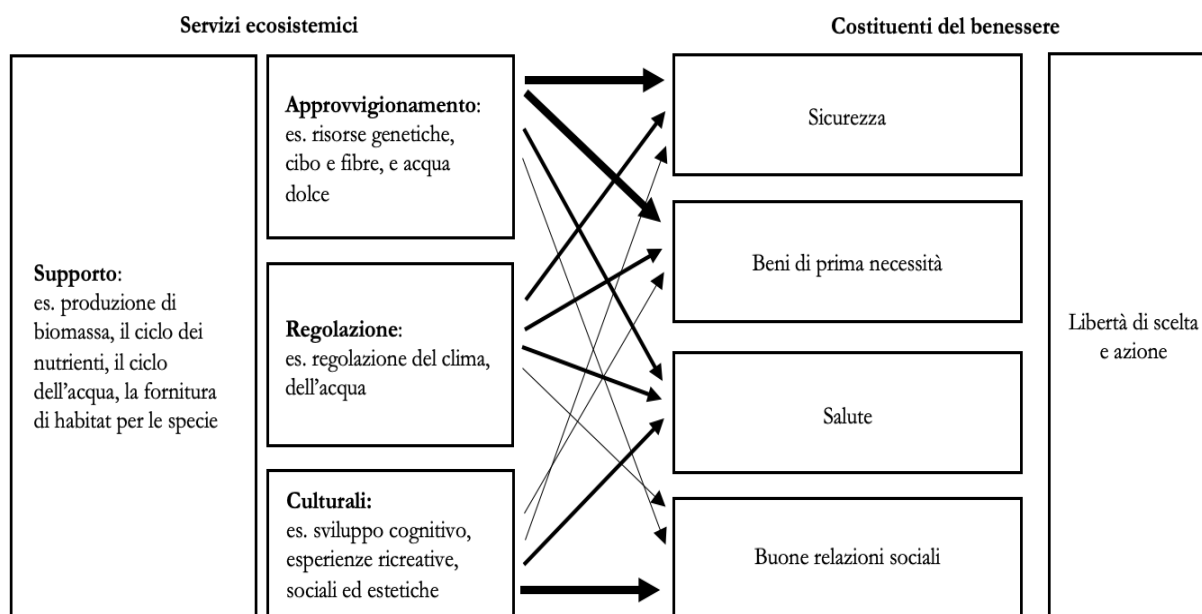 Servizi ecosistemici
Costituenti del benessere
Supporto:
es. produzione di
biomassa, il ciclo dei
nutrienti, il ciclo
dell'acqua, la fornitura
di habitat per le specie
Approvvigionamento:
es. risorse genetiche,
cibo e fibre, e acqua
dolce
Regolazione:
es. regolazione del clima,
dell'acqua
Culturali:
es. sviluppo cognitivo,
esperienze ricreative,
sociali ed estetiche
Sicurezza
Beni di prima necessità
Salute
Buone relazioni sociali
Libertà di scelta
e azione